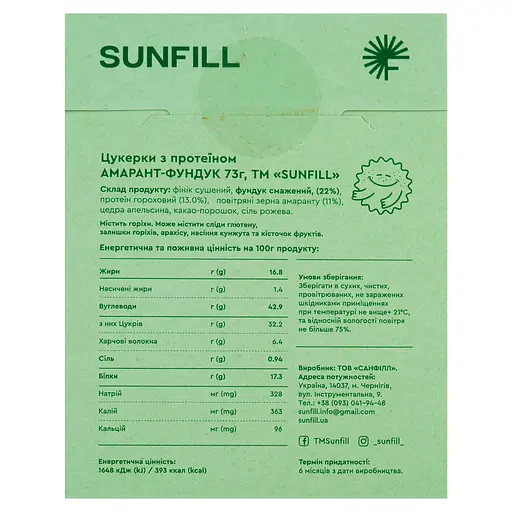 SUNFILL
Цукерки з протеїном
АМАРАНТ-ФУНДУК 73г, ТМ «SUNFILL»
Склад продукту: фінік сушений, фундук смажений, (22%),
протеїн гороховий (13.0%), повітряні зерна амаранту (11%),
цедра апельсина, какао-порошок, сіль рожева.
Містить горіхи. Може містити сліди глютену,
залишки горіхів, арахісу, насіння кунжута та кісточок фруктів.
Енергетична та поживна цінність на 100г продукту:
Жири г (g) 16.8
Насичені жири г (g) 1.4
Вуглеводи г (g) 42.9
з них Цукрів г (g) 32.2
Харчові волокна г (g) 6.4
Сіль г (g) 0.94
Білки г (g) 17.3
Натрій мг (mg) 328
Калій мг (mg) 363
Кальцій мг (mg) 96
Енергетична цінність:
1648 кДж (kJ) / 393 ккал (kcal)
Умови зберігання:
Зберігати в сухих, чистих,
провітрюваних, не заражених
шкідниками приміщеннях
при температурі не вище+ 21°С,
та відносній вологості повітря
не більше 75%.
Виробник: ТОВ «САНФІЛЛ».
Адреса потужностей:
Україна, 14037, м. Чернігів,
вул. Інструментальна, 9.
Тел.: +38 (093) 041-94-48
sunfill.info@gmail.com
sunfill.ua
TMSunfill _sunfill_
Термін придатності:
6 місяців з дати виробництва.